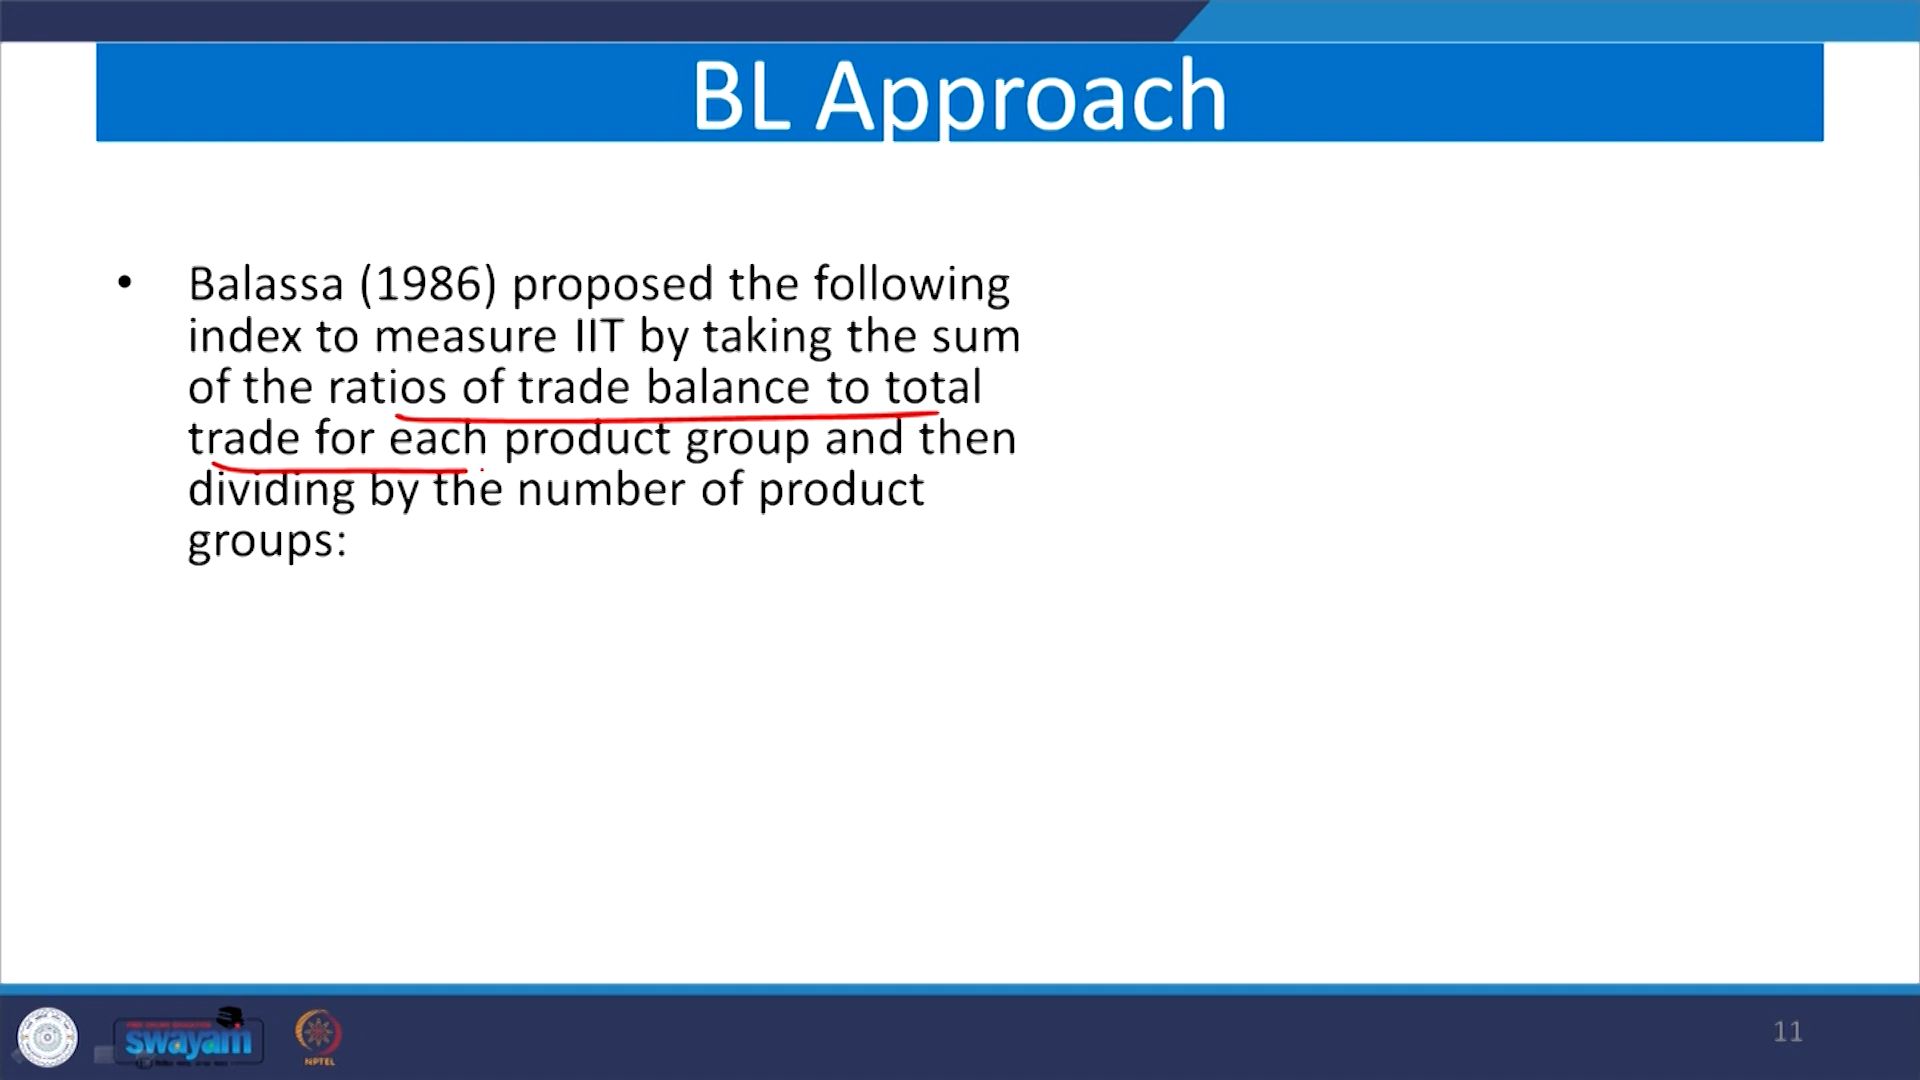 BL Approach
• Balassa (1986) proposed the following
index to measure IIT by taking the sum
of the ratios of trade balance to total
trade for each product group and then
dividing by the number of product
groups:
swayam
NPTEL
11